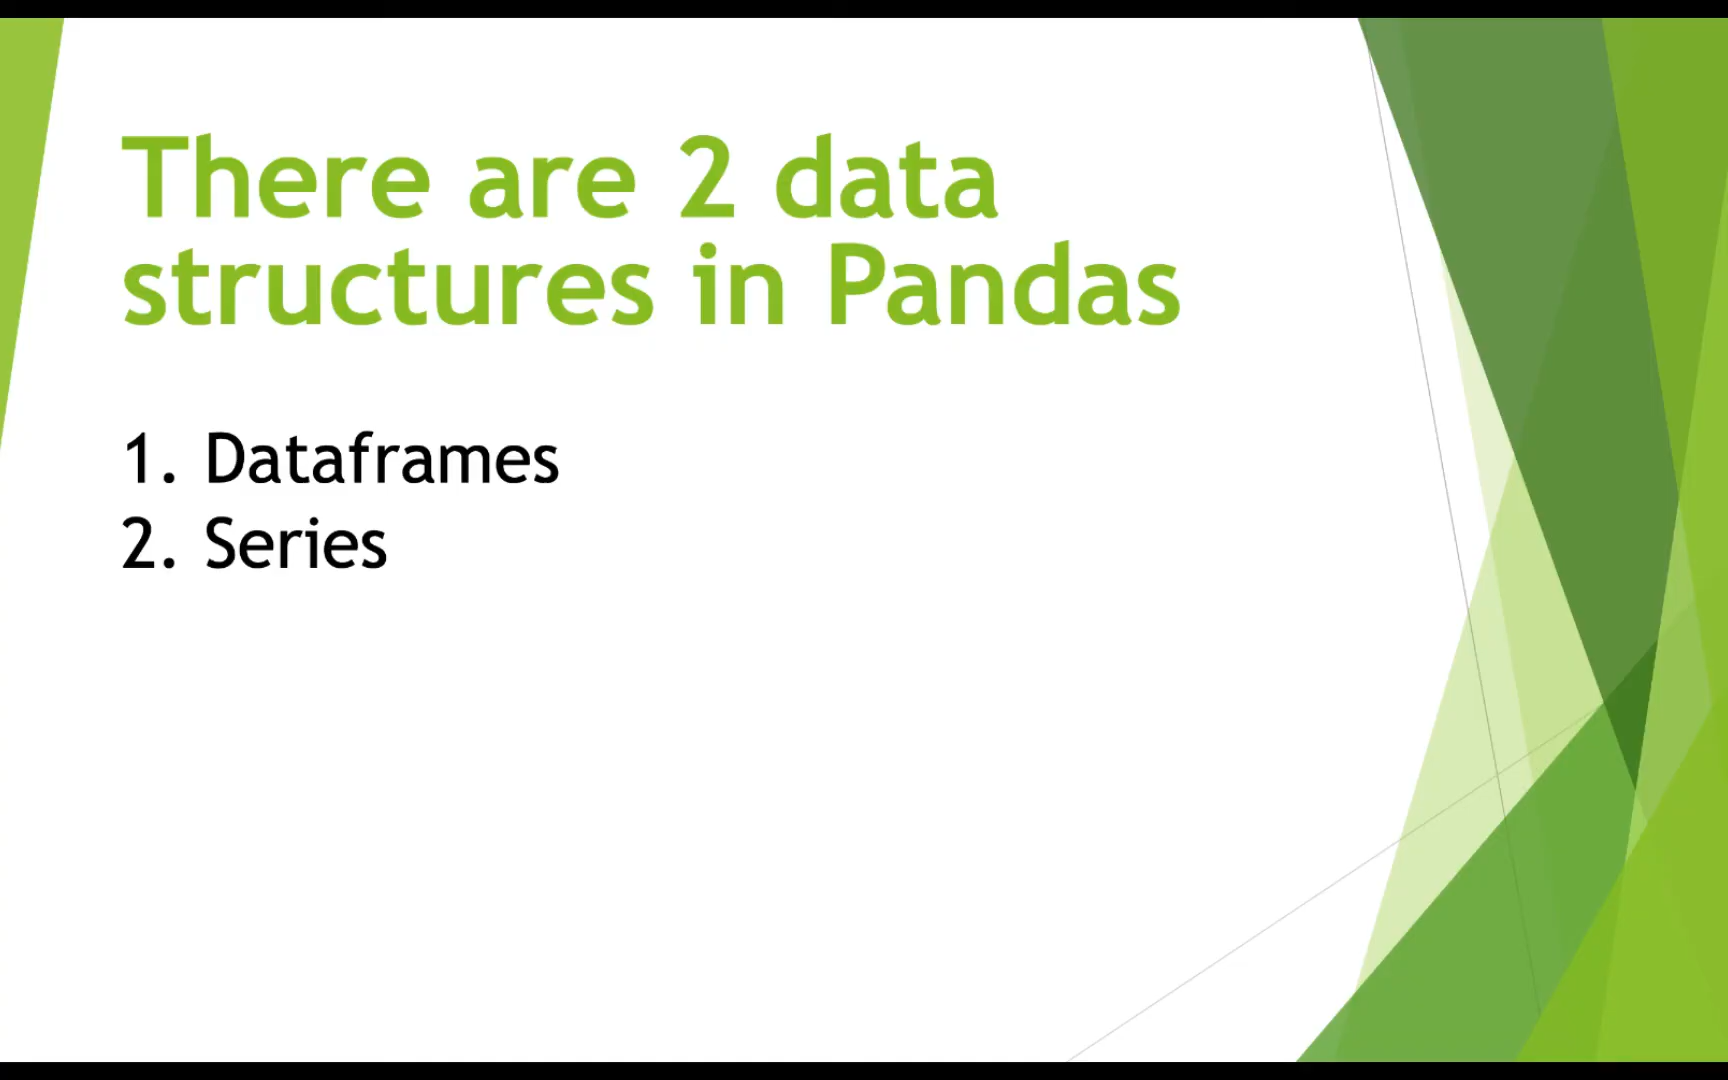 There are 2 data
structures in Pandas
1. Dataframes
2. Series